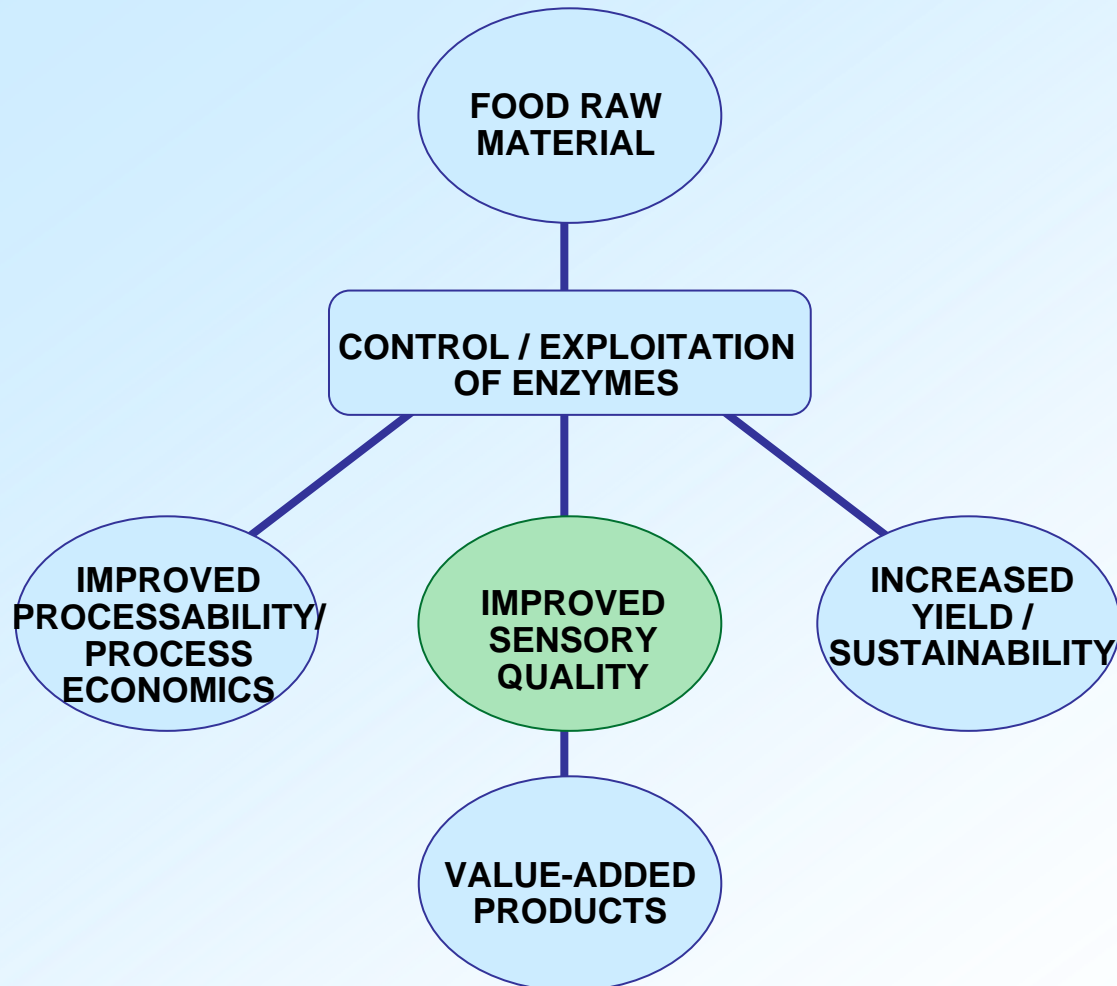 FOOD RAW
MATERIAL
CONTROL / EXPLOITATION
OF ENZYMES
IMPROVED
PROCESSABILITY/
PROCESS
ECONOMICS
IMPROVED
SENSORY
QUALITY
INCREASED
YIELD /
SUSTAINABILITY
VALUE-ADDED
PRODUCTS